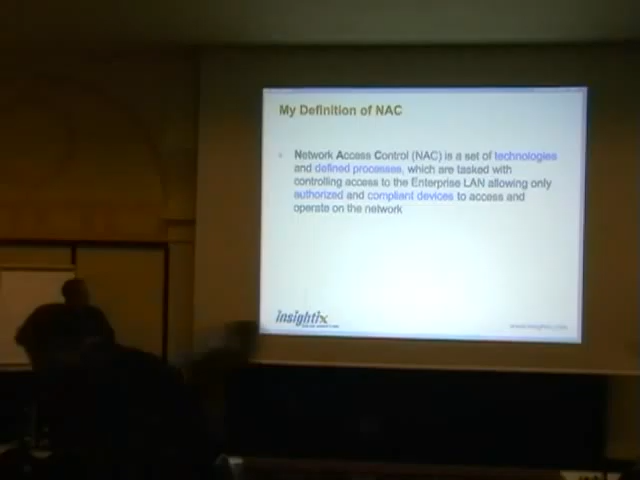 My Definition of NAC
Network Access Control (NAC) is a set of technologies
and defined processes, which are tasked with
controlling access to the Enterprise LAN allowing only
authorized and compliant devices to access and
operate on the network
insightix